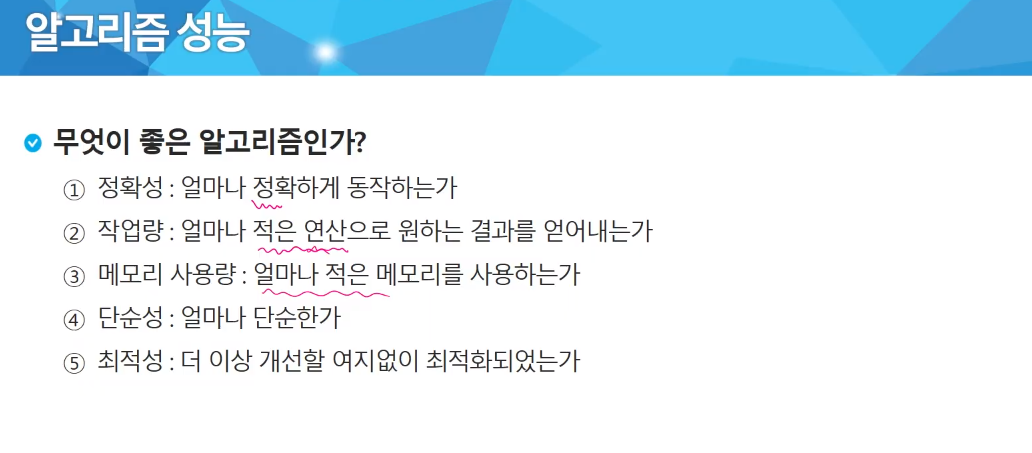 알고리즘 성능
무엇이 좋은 알고리즘인가?
① 정확성 : 얼마나 정확하게 동작하는가
② 작업량 : 얼마나 적은 연산으로 원하는 결과를 얻어내는가
③ 메모리 사용량 : 얼마나 적은 메모리를 사용하는가
④ 단순성 : 얼마나 단순한가
⑤ 최적성 : 더 이상 개선할 여지없이 최적화되었는가